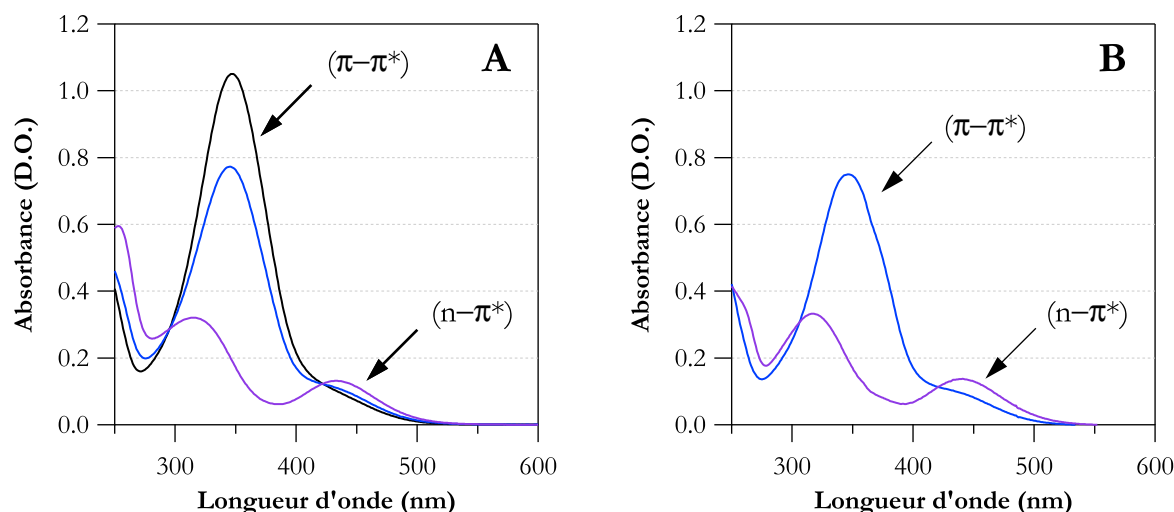 1.2
1.0
0.8
0.6
0.4
0.2
0.0
Absorbance (D.O.)
300 400 500 600
Longueur d'onde (nm)
A
(π–π*)
(n–π*)
1.2
1.0
0.8
0.6
0.4
0.2
0.0
Absorbance (D.O.)
300 400 500 600
Longueur d'onde (nm)
B
(π–π*)
(n–π*)